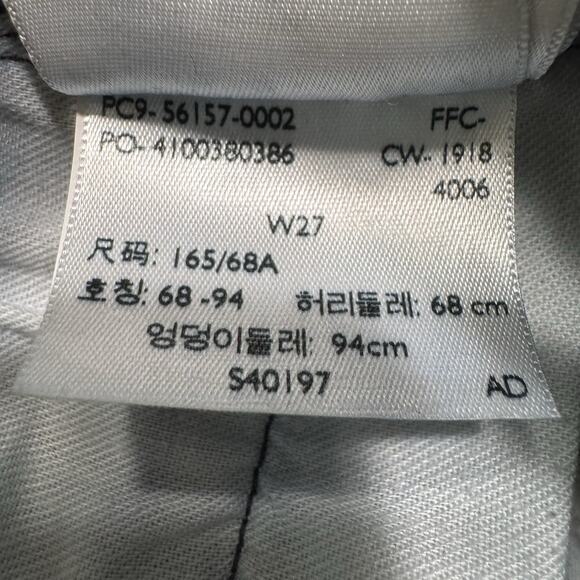 PC9- 56157-0002 FFC-
PO- 4100380386 CW- 1918
4006
W27
尺码: 165/68A
호칭: 68 -94 허리둘레: 68 cm
엉덩이둘레: 94cm
S40197 AD